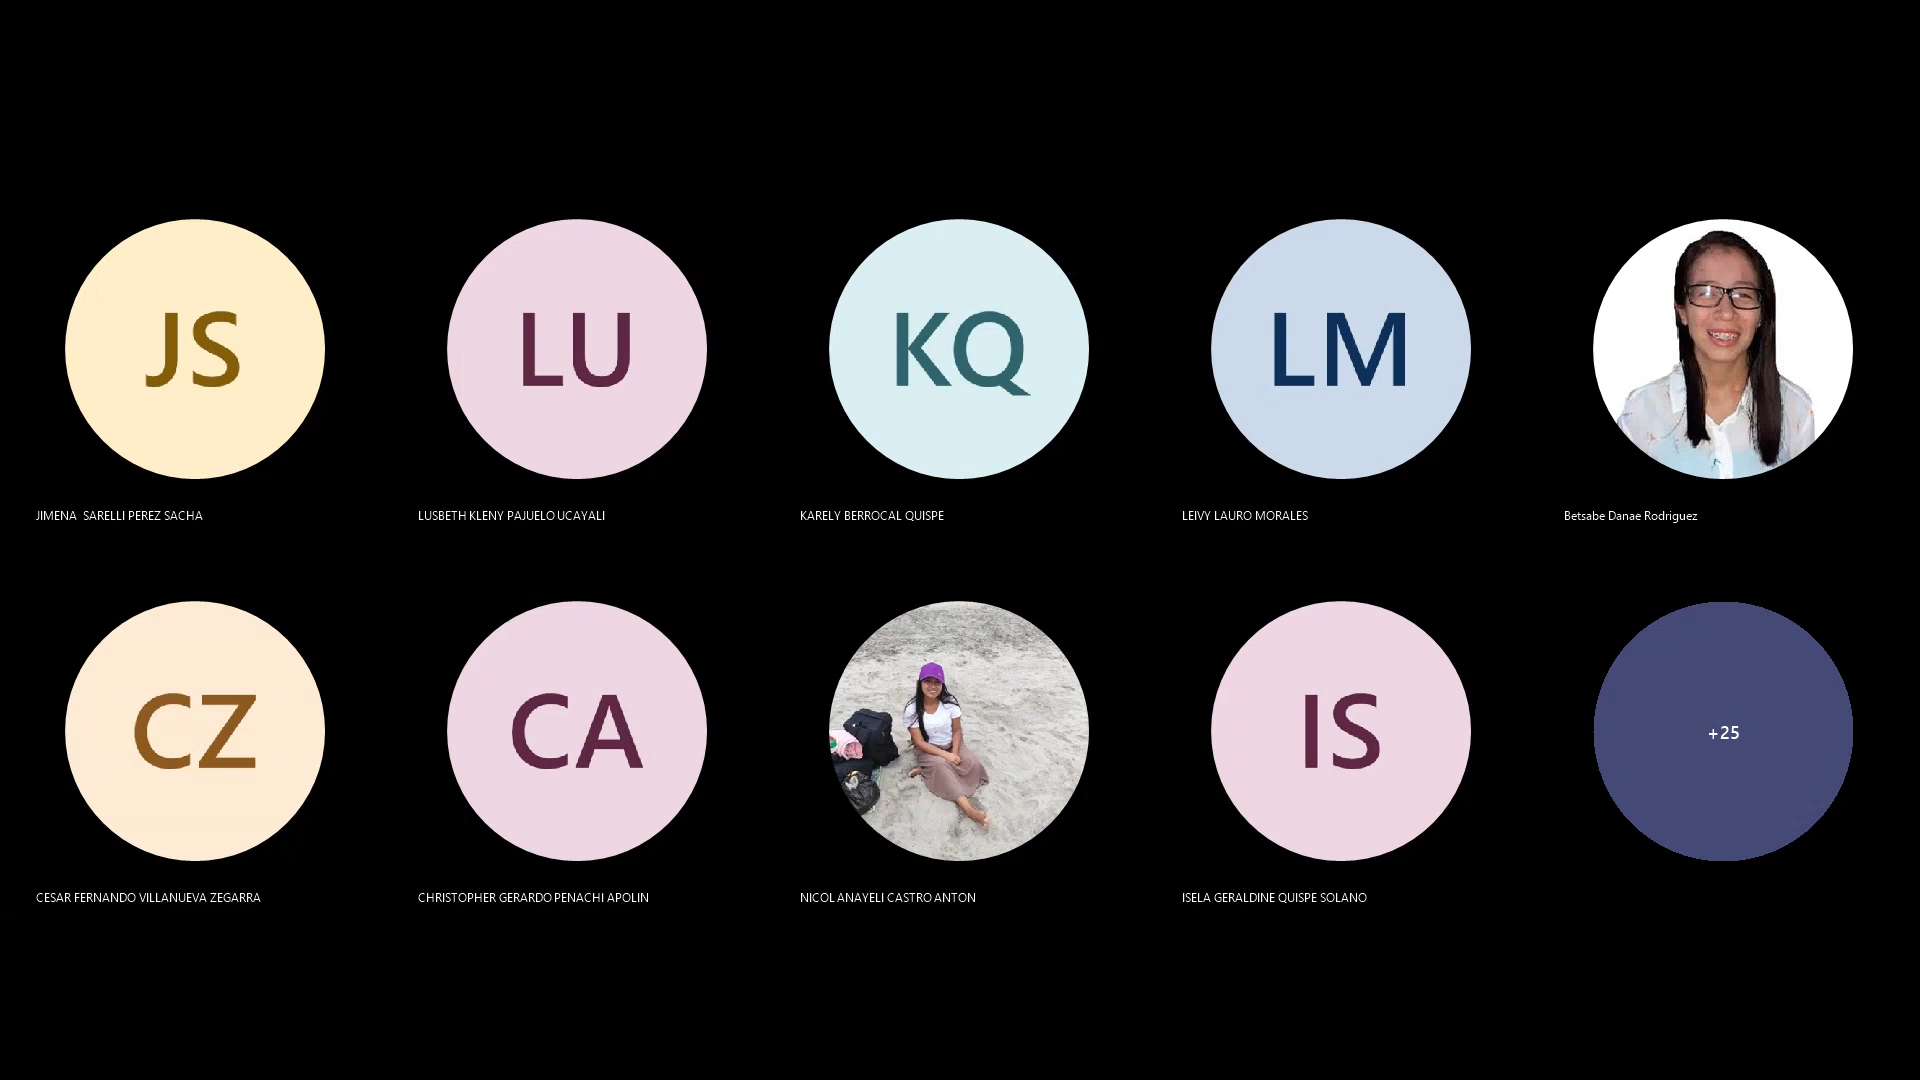 JS
LU
KQ
LM
JIMENA  SARELLI PEREZ SACHA
LUSBETH KLENY PAJUELO UCAYALI
KARELY BERROCAL QUISPE
LEIVY LAURO MORALES
Betsabe Danae Rodriguez
CZ
CA
IS
+25
CESAR FERNANDO VILLANUEVA ZEGARRA
CHRISTOPHER GERARDO PENACHI APOLIN
NICOL ANAYELI CASTRO ANTON
ISELA GERALDINE QUISPE SOLANO